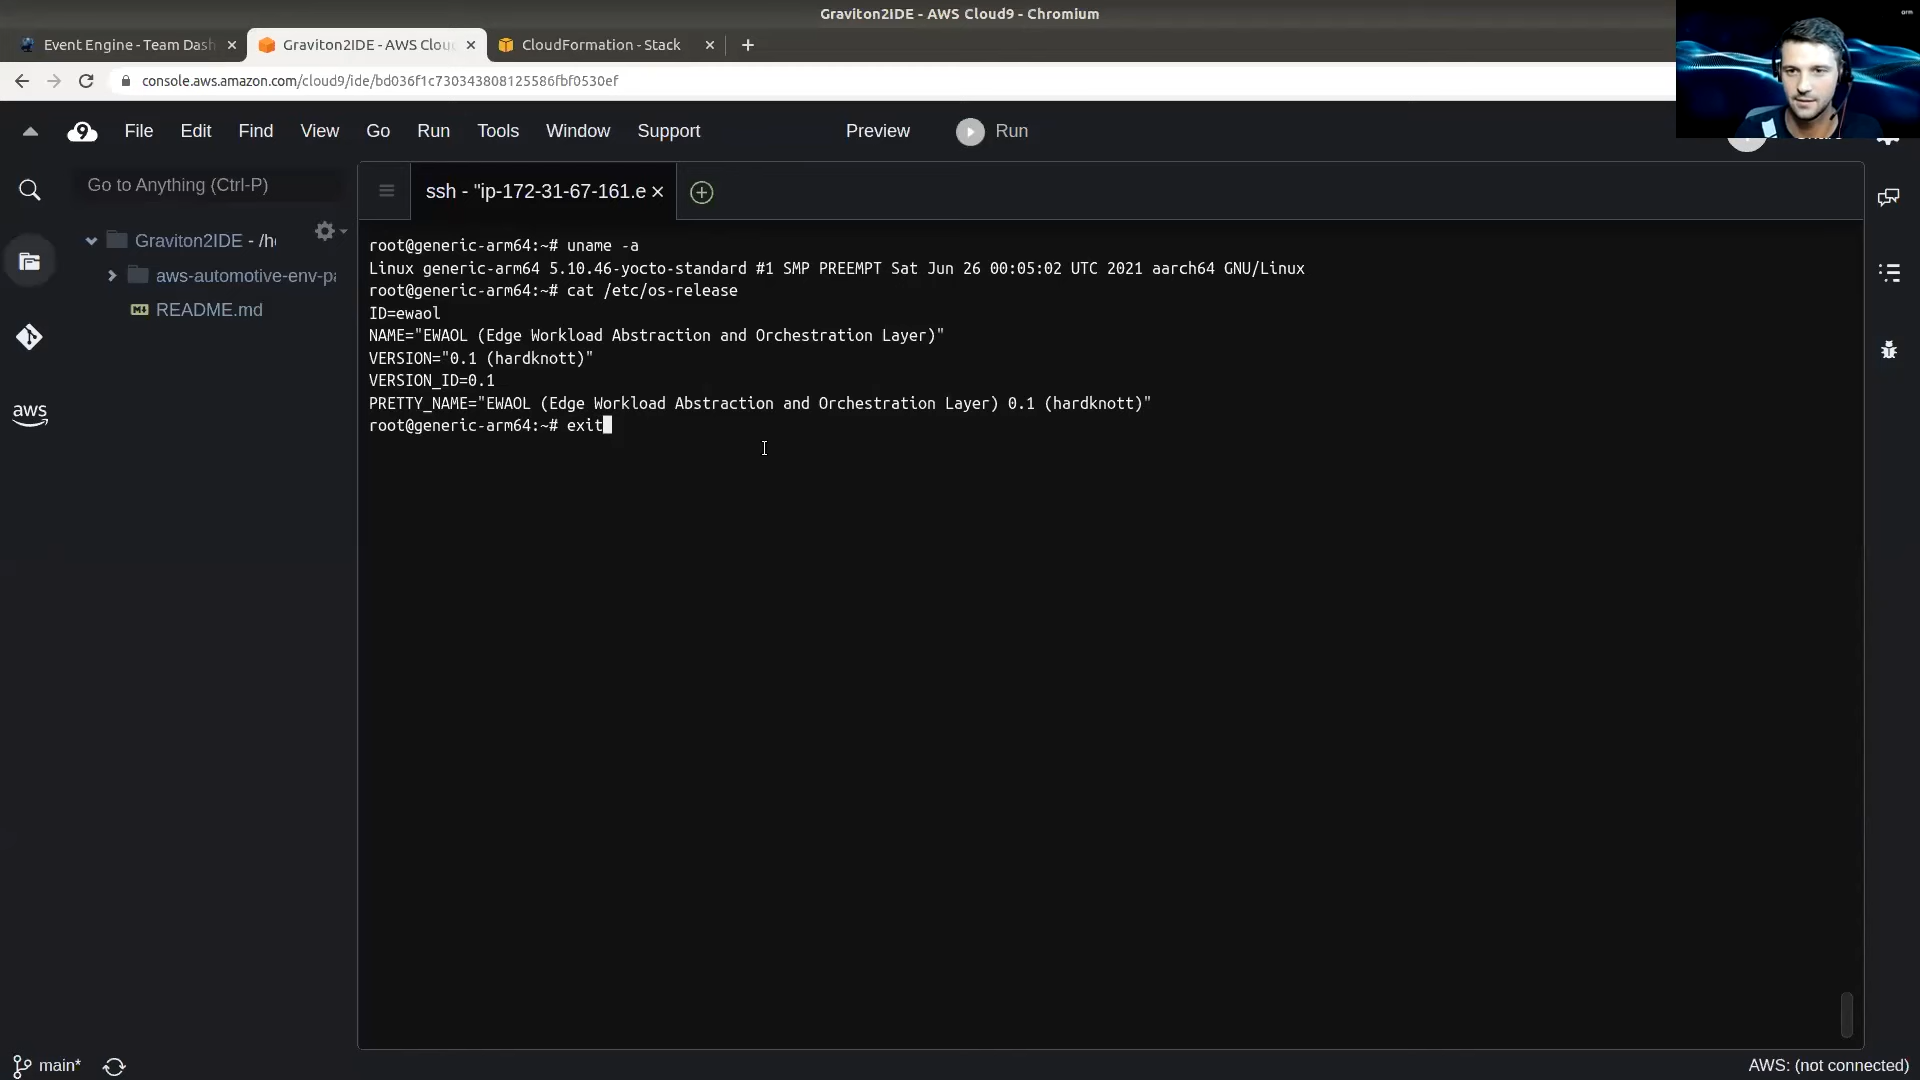 Graviton2IDE - AWS Cloud9 - Chromium
Event Engine - Team Dash
Graviton2IDE - AWS Clou
CloudFormation - Stack
console.aws.amazon.com/cloud9/ide/bd036f1c730343808125586fbf0530ef
arm
9
File Edit Find View Go Run Tools Window Support Preview Run
Go to Anything (Ctrl-P)
ssh - "ip-172-31-67-161.e
Graviton2IDE - /h
aws-automotive-env-pa
README.md
aws
root@generic-arm64:~# uname -a
Linux generic-arm64 5.10.46-yocto-standard #1 SMP PREEMPT Sat Jun 26 00:05:02 UTC 2021 aarch64 GNU/Linux
root@generic-arm64:~# cat /etc/os-release
ID=ewaol
NAME="EWAOL (Edge Workload Abstraction and Orchestration Layer)"
VERSION="0.1 (hardknott)"
VERSION_ID=0.1
PRETTY_NAME="EWAOL (Edge Workload Abstraction and Orchestration Layer) 0.1 (hardknott)"
root@generic-arm64:~# exit
main*
AWS: (not connected)